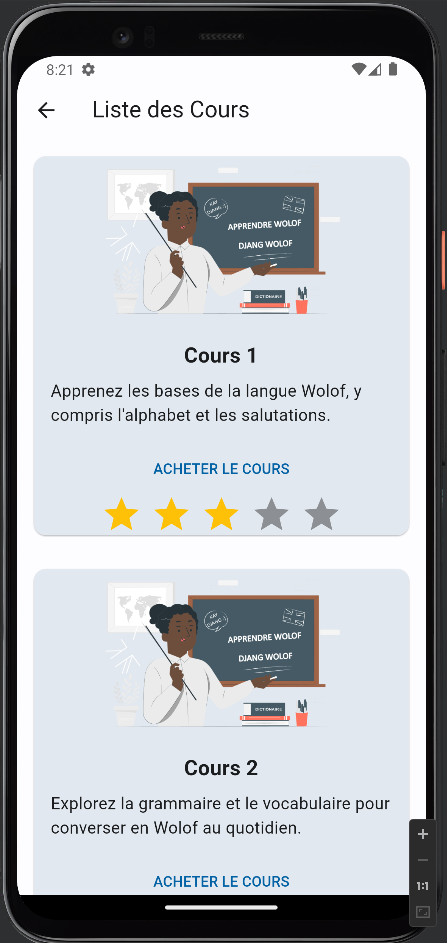 8:21
Liste des Cours
APPRENDRE WOLOF
DJANG WOLOF
DICTIONAIRE
Cours 1
Apprenez les bases de la langue Wolof, y
compris l'alphabet et les salutations.
ACHETER LE COURS
APPRENDRE WOLOF
DJANG WOLOF
DICTIONAIRE
Cours 2
Explorez la grammaire et le vocabulaire pour
converser en Wolof au quotidien.
ACHETER LE COURS
1:1